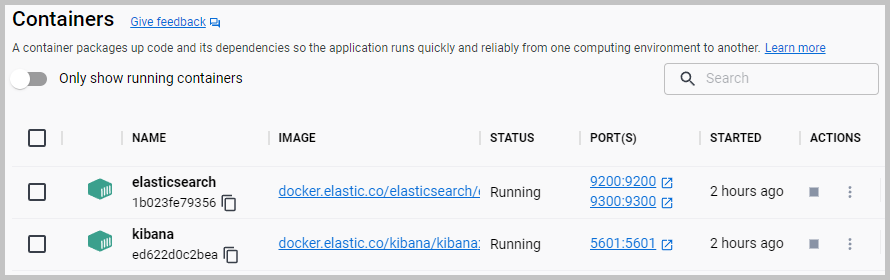 Containers Give feedback
A container packages up code and its dependencies so the application runs quickly and reliably from one computing environment to another. Learn more
Only show running containers
Search
NAME IMAGE STATUS PORT(S) STARTED ACTIONS
elasticsearch
1b023fe79356
docker.elastic.co/elasticsearch/
Running
9200:9200
9300:9300
2 hours ago
kibana
ed622d0c2bea
docker.elastic.co/kibana/kibana:
Running
5601:5601
2 hours ago